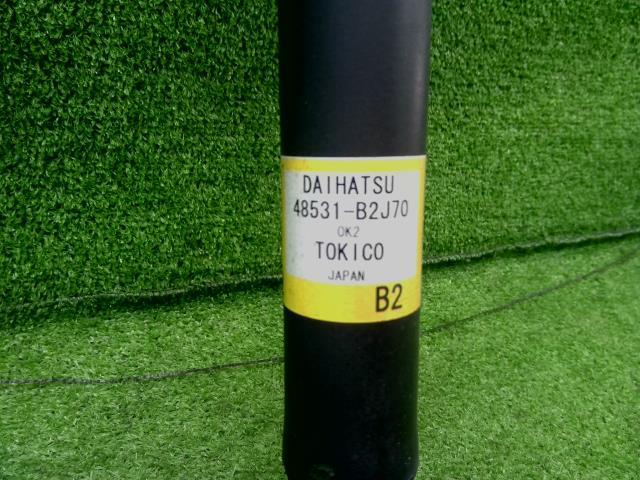 DAIHATSU
48531-B2J70
OK2
TOKICO
JAPAN
B2